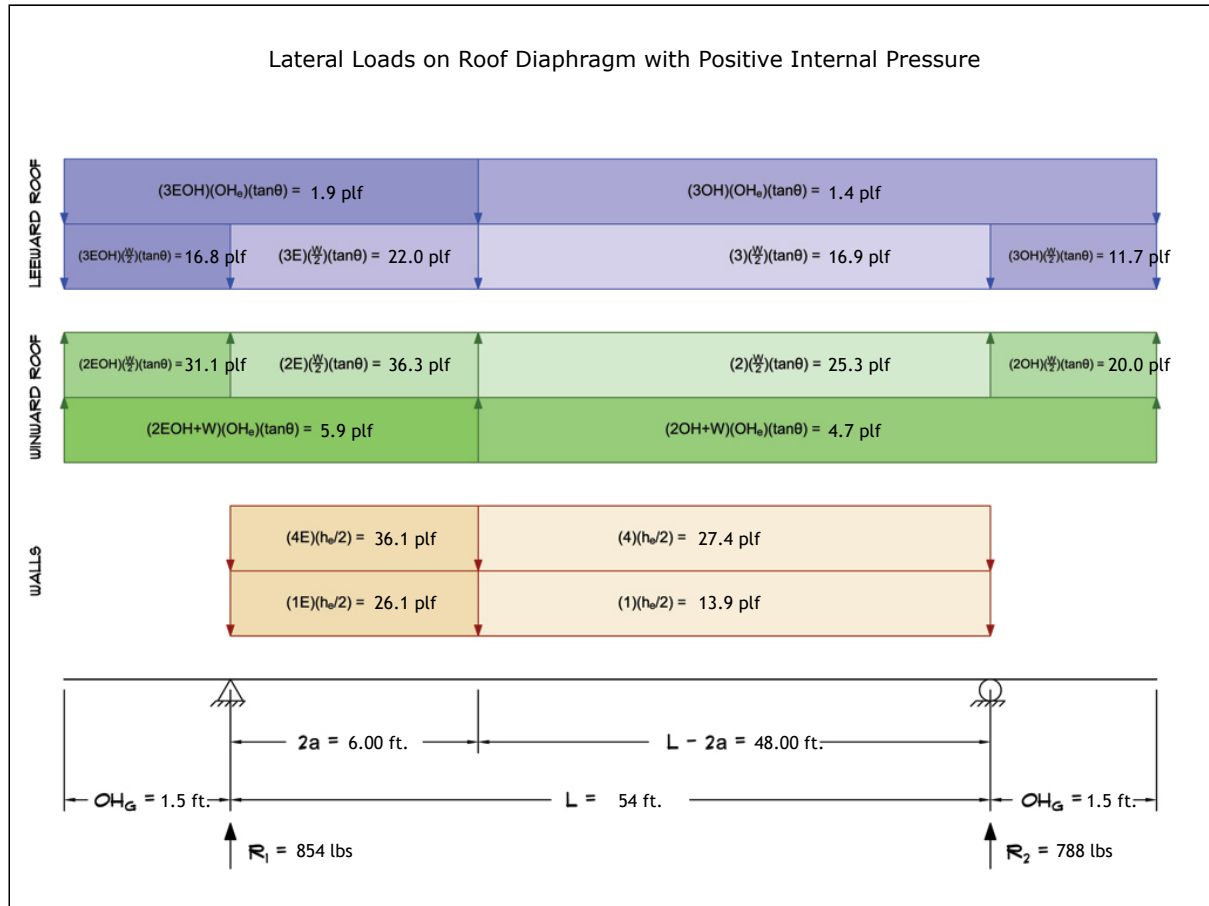 Lateral Loads on Roof Diaphragm with Positive Internal Pressure
LEEWARD ROOF
(3EOH)(OHₑ)(tanθ) = 1.9 plf
(3OH)(OHₑ)(tanθ) = 1.4 plf
(3EOH)(W/2)(tanθ) = 16.8 plf
(3E)(W/2)(tanθ) = 22.0 plf
(3)(W/2)(tanθ) = 16.9 plf
(3OH)(W/2)(tanθ) = 11.7 plf
WINWARD ROOF
(2EOH)(W/2)(tanθ) = 31.1 plf
(2E)(W/2)(tanθ) = 36.3 plf
(2)(W/2)(tanθ) = 25.3 plf
(2OH)(W/2)(tanθ) = 20.0 plf
(2EOH+W)(OHₑ)(tanθ) = 5.9 plf
(2OH+W)(OHₑ)(tanθ) = 4.7 plf
WALLS
(4E)(hₑ/2) = 36.1 plf
(4)(hₑ/2) = 27.4 plf
(1E)(hₑ/2) = 26.1 plf
(1)(hₑ/2) = 13.9 plf
2a = 6.00 ft.
L - 2a = 48.00 ft.
OH_G = 1.5 ft.
L = 54 ft.
OH_G = 1.5 ft.
R₁ = 854 lbs
R₂ = 788 lbs